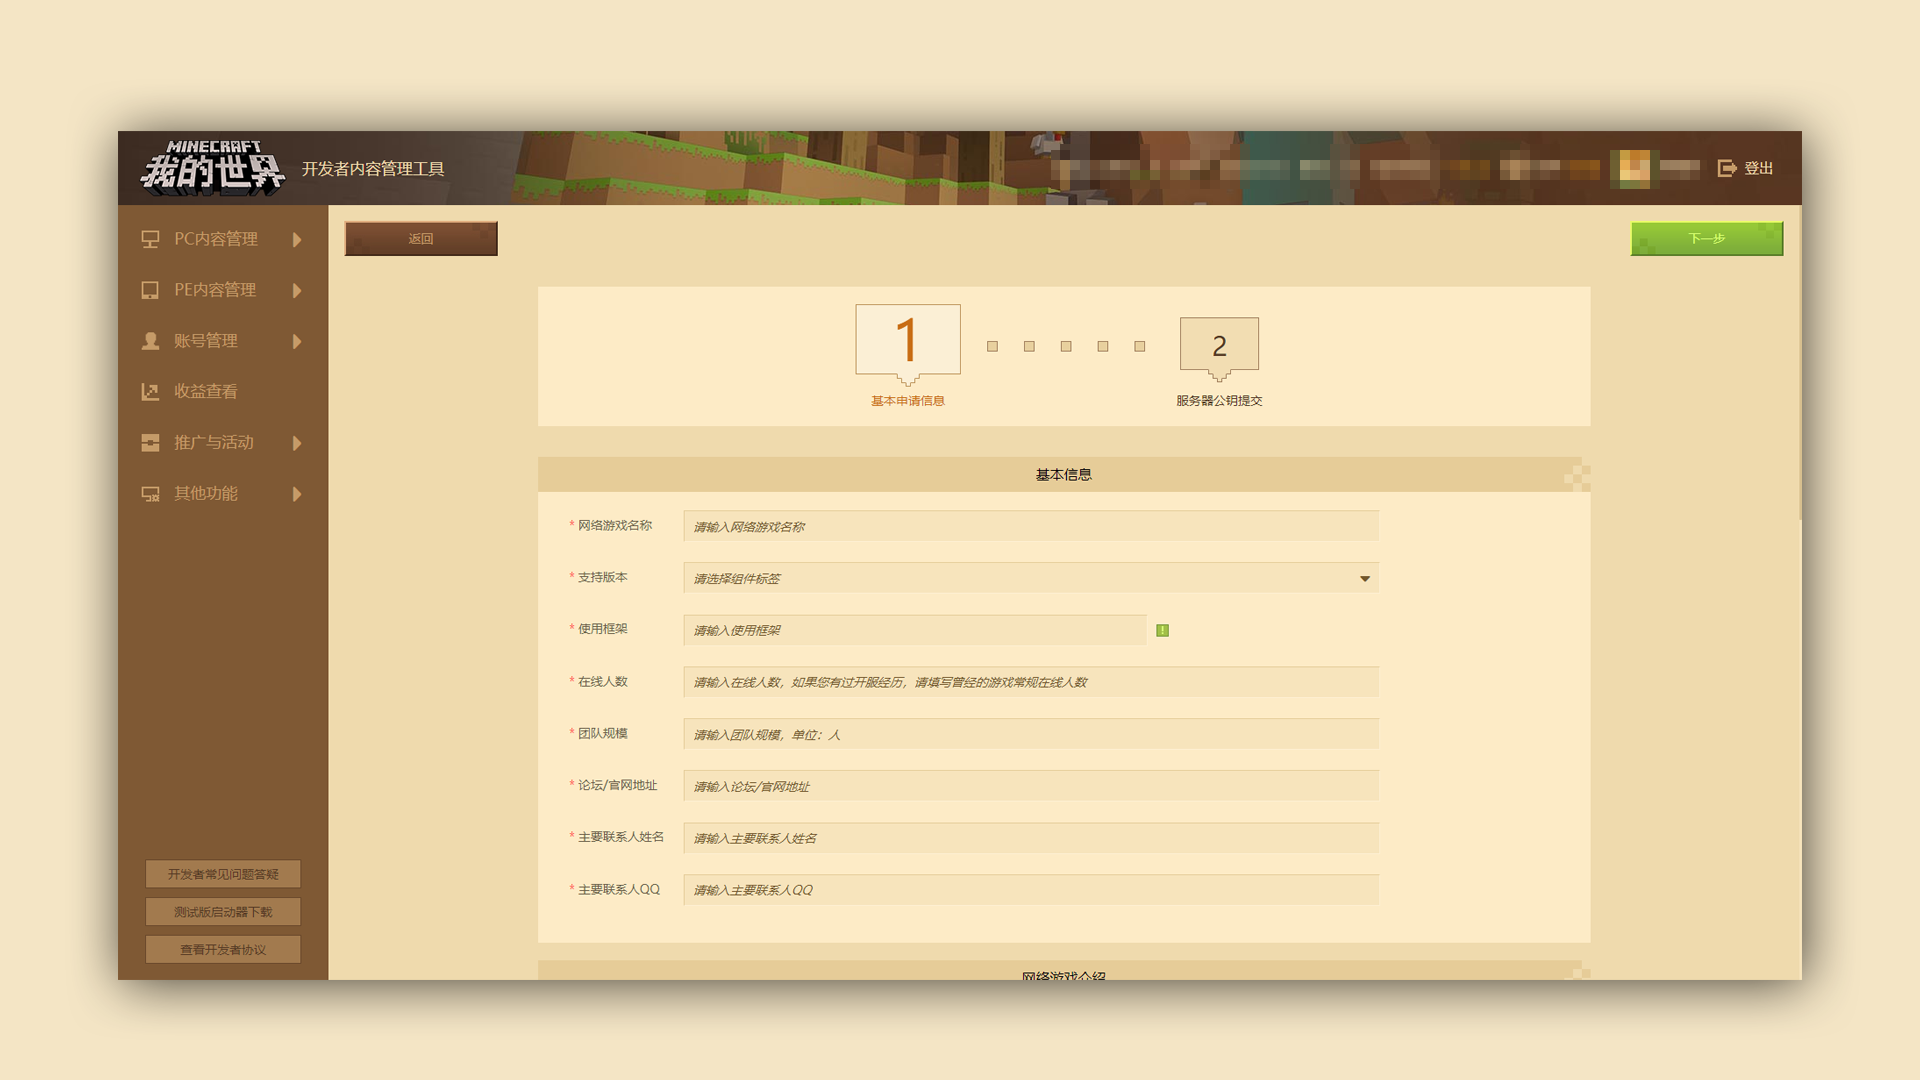 MINECRAFT
我的世界
开发者内容管理工具
登出
PC内容管理
PE内容管理
账号管理
收益查看
推广与活动
其他功能
开发者常见问题答疑
测试版启动器下载
查看开发者协议
返回
下一步
1
2
基本申请信息
服务器公钥提交
基本信息
* 网络游戏名称 请输入网络游戏名称
* 支持版本 请选择组件标签
* 使用框架 请输入使用框架 !
* 在线人数 请输入在线人数，如果您有过开服经历，请填写曾经的游戏常规在线人数
* 团队规模 请输入团队规模，单位：人
* 论坛/官网地址 请输入论坛/官网地址
* 主要联系人姓名 请输入主要联系人姓名
* 主要联系人QQ 请输入主要联系人QQ
网络游戏介绍